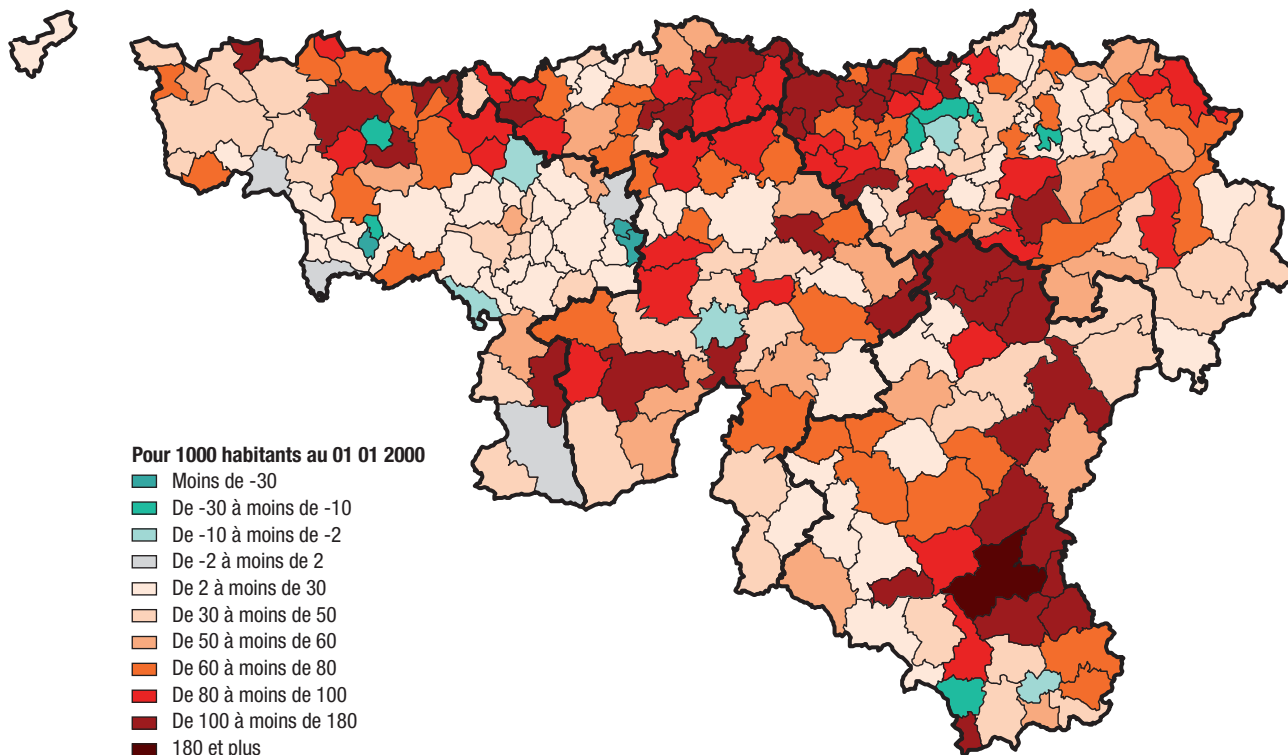 Pour 1000 habitants au 01 01 2000
Moins de -30
De -30 à moins de -10
De -10 à moins de -2
De -2 à moins de 2
De 2 à moins de 30
De 30 à moins de 50
De 50 à moins de 60
De 60 à moins de 80
De 80 à moins de 100
De 100 à moins de 180
180 et plus